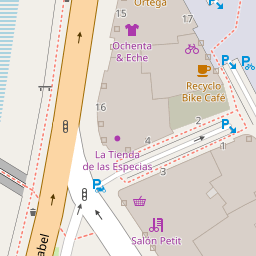 Ortega
15
17
Ochenta
& Eche
P
P
Recyclo
Bike Café
16
2
P
4
1
La Tienda
de las Especias
3
P
Salón Petit
abel